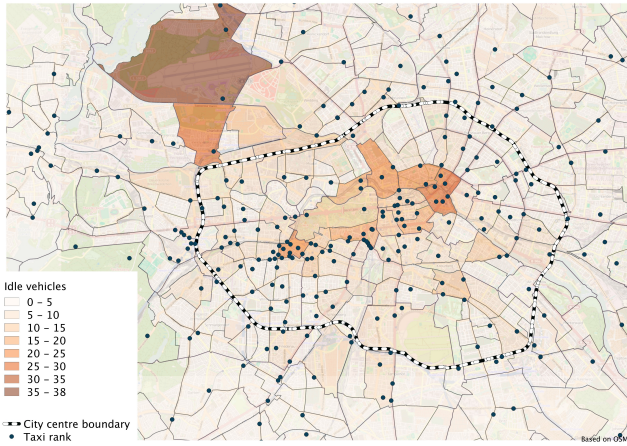 Idle vehicles
0 – 5
5 – 10
10 – 15
15 – 20
20 – 25
25 – 30
30 – 35
35 – 38
City centre boundary
Taxi rank
Based on OSM